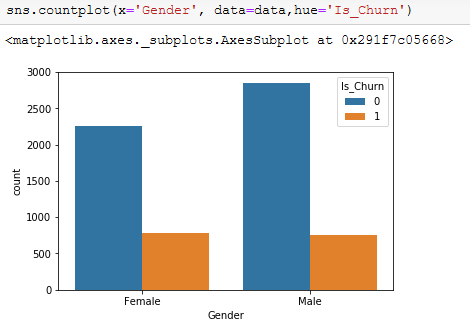 sns.countplot(x='Gender', data=data,hue='Is_Churn')
<matplotlib.axes._subplots.AxesSubplot at 0x291f7c05668>
3000
Is_Churn
0
1
2500
2000
1500
count
1000
500
0
Female
Male
Gender